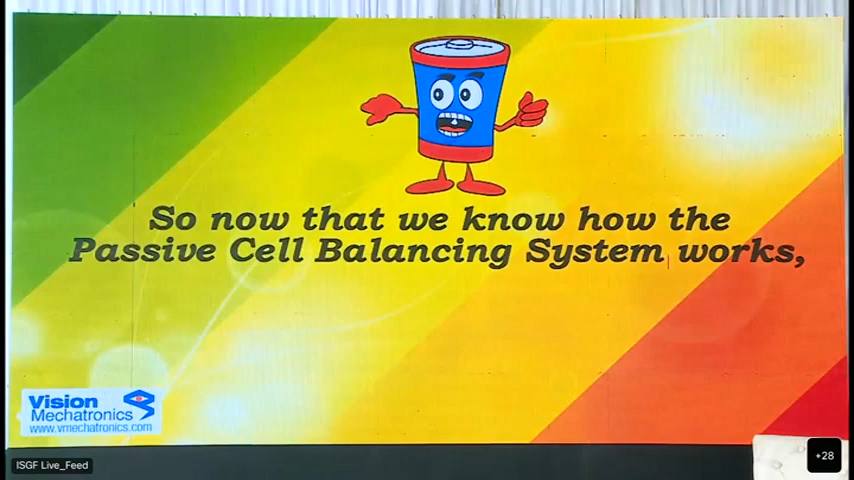 So now that we know how the
Passive Cell Balancing System works,
Vision
Mechatronics
www.vmechatronics.com
ISGF Live_Feed
+28